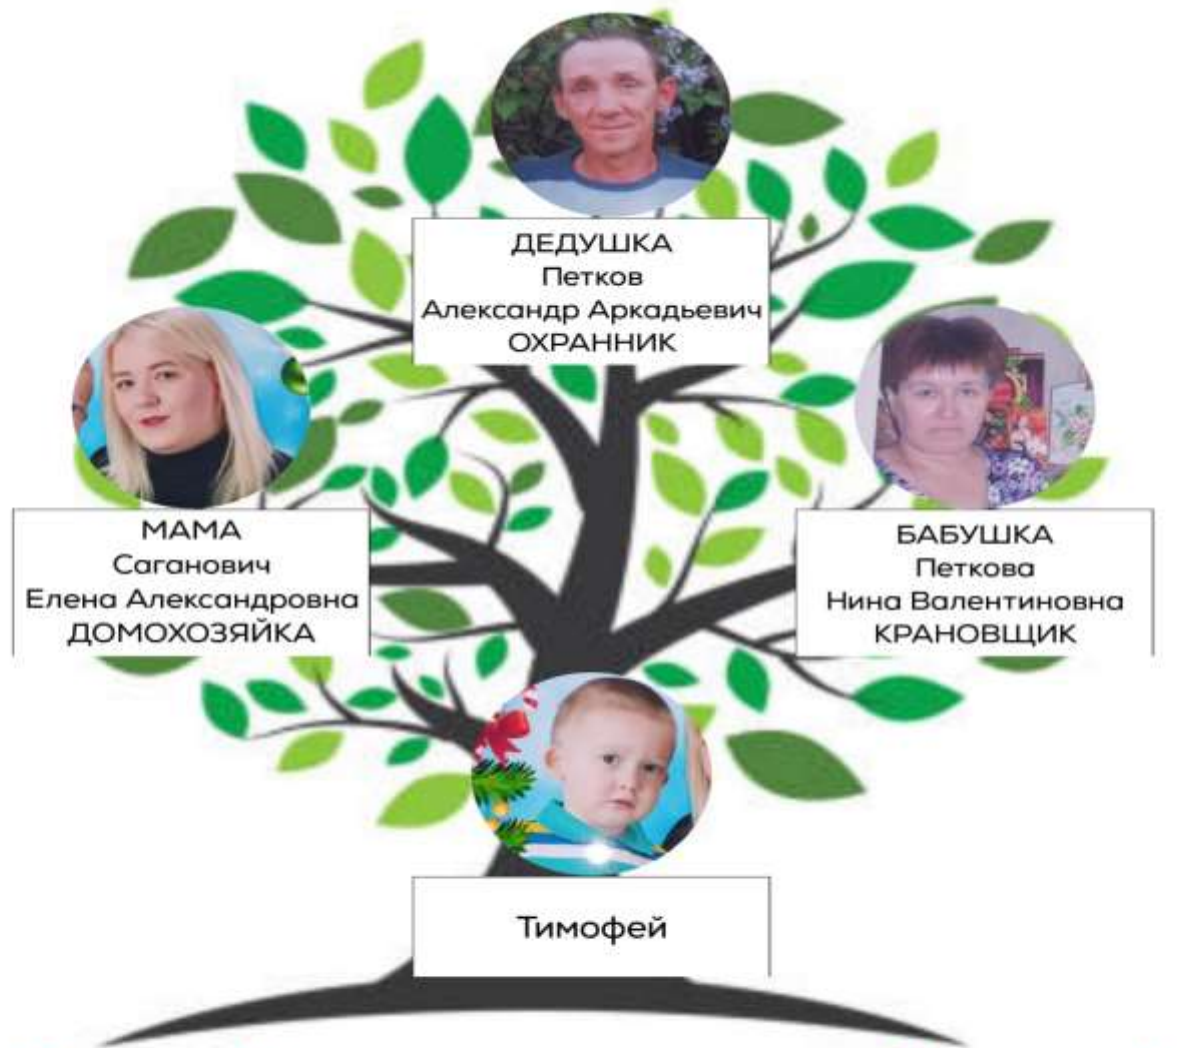 ДЕДУШКА
Петков
Александр Аркадьевич
ОХРАННИК
МАМА
Саганович
Елена Александровна
ДОМОХОЗЯЙКА
БАБУШКА
Петкова
Нина Валентиновна
КРАНОВЩИК
Тимофей